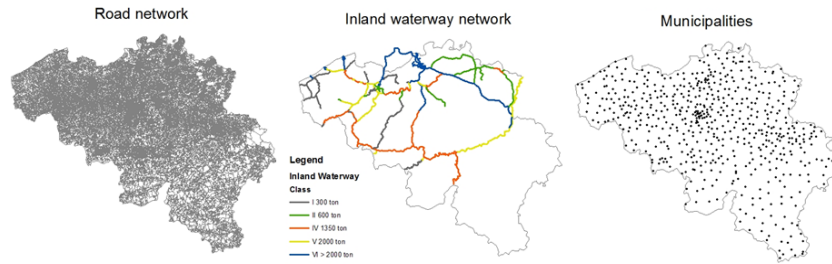 Road network
Inland waterway network
Municipalities
Legend
Inland Waterway
Class
I 300 ton
II 600 ton
IV 1350 ton
V 2000 ton
VI > 2000 ton